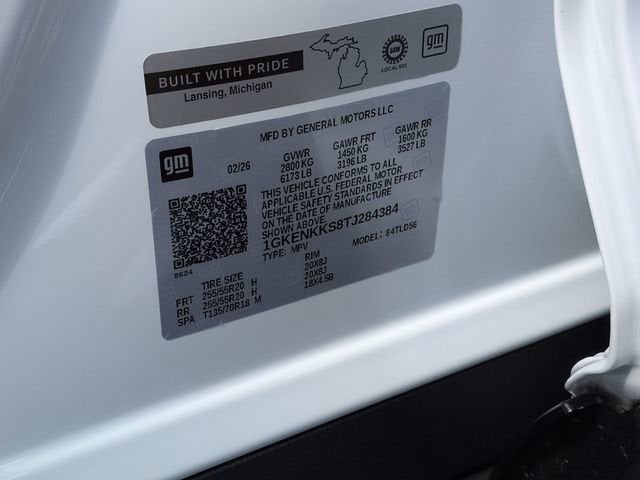 BUILT WITH PRIDE
Lansing, Michigan
UAW
LOCAL 602
gm
gm
MFD BY GENERAL MOTORS LLC
02/26
GVWR GAWR FRT GAWR RR
2800 KG 1450 KG 1600 KG
6173 LB 3196 LB 3527 LB
THIS VEHICLE CONFORMS TO ALL
APPLICABLE U.S. FEDERAL MOTOR
VEHICLE SAFETY STANDARDS IN EFFECT
ON THE DATE OF MANUFACTURE
SHOWN ABOVE.
1GKENKKS8TJ284384
TYPE: MPV MODEL: 84TLD56
8624
TIRE SIZE RIM
FRT 255/55R20 H 20X8J
RR 255/55R20 H 20X8J
SPA T135/70R18 M 18X4.5B